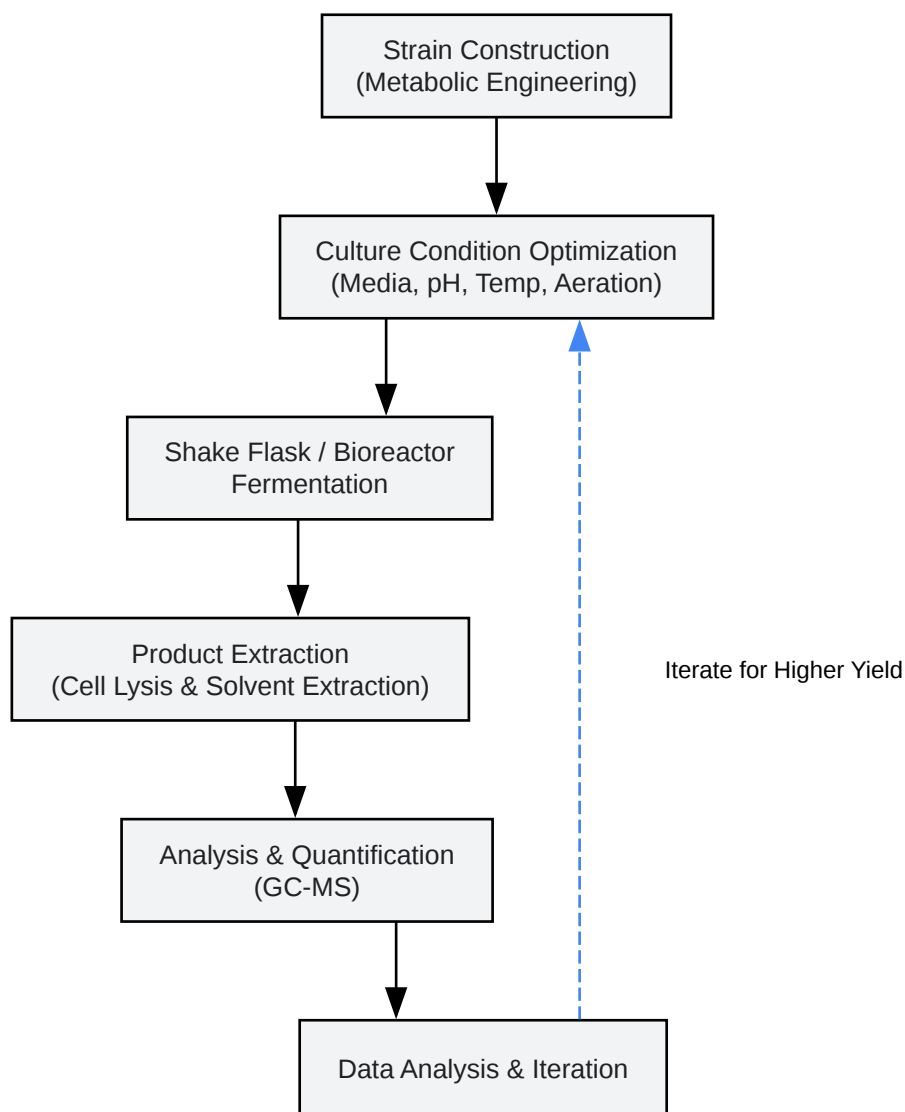 Strain Construction
(Metabolic Engineering)
Culture Condition Optimization
(Media, pH, Temp, Aeration)
Shake Flask / Bioreactor
Fermentation
Product Extraction
(Cell Lysis & Solvent Extraction)
Iterate for Higher Yield
Analysis & Quantification
(GC-MS)
Data Analysis & Iteration